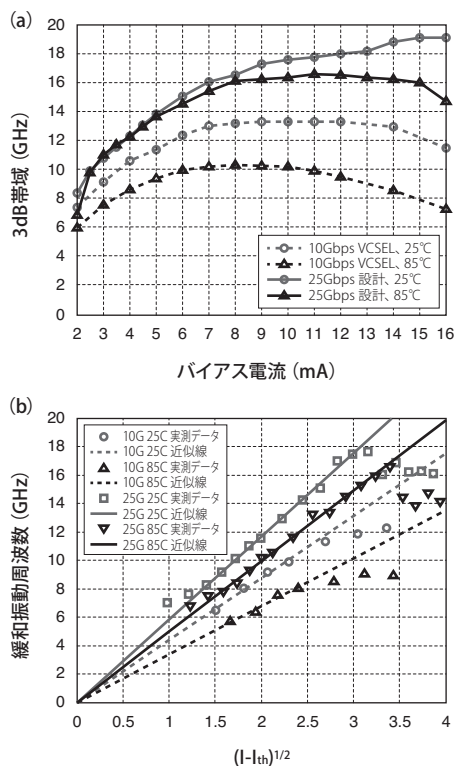 (a)
3dB帯域（GHz）
20
18
16
14
12
10
8
6
4
2
0
10Gbps VCSEL、25℃
10Gbps VCSEL、85℃
25Gbps 設計、25℃
25Gbps 設計、85℃
2 3 4 5 6 7 8 9 10 11 12 13 14 15 16
バイアス電流（mA）
(b)
緩和振動周波数（GHz）
20
18
16
14
12
10
8
6
4
2
0
10G 25C 実測データ
10G 25C 近似線
10G 85C 実測データ
10G 85C 近似線
25G 25C 実測データ
25G 25C 近似線
25G 85C 実測データ
25G 85C 近似線
0 0.5 1 1.5 2 2.5 3 3.5 4
(I-Ith)1/2